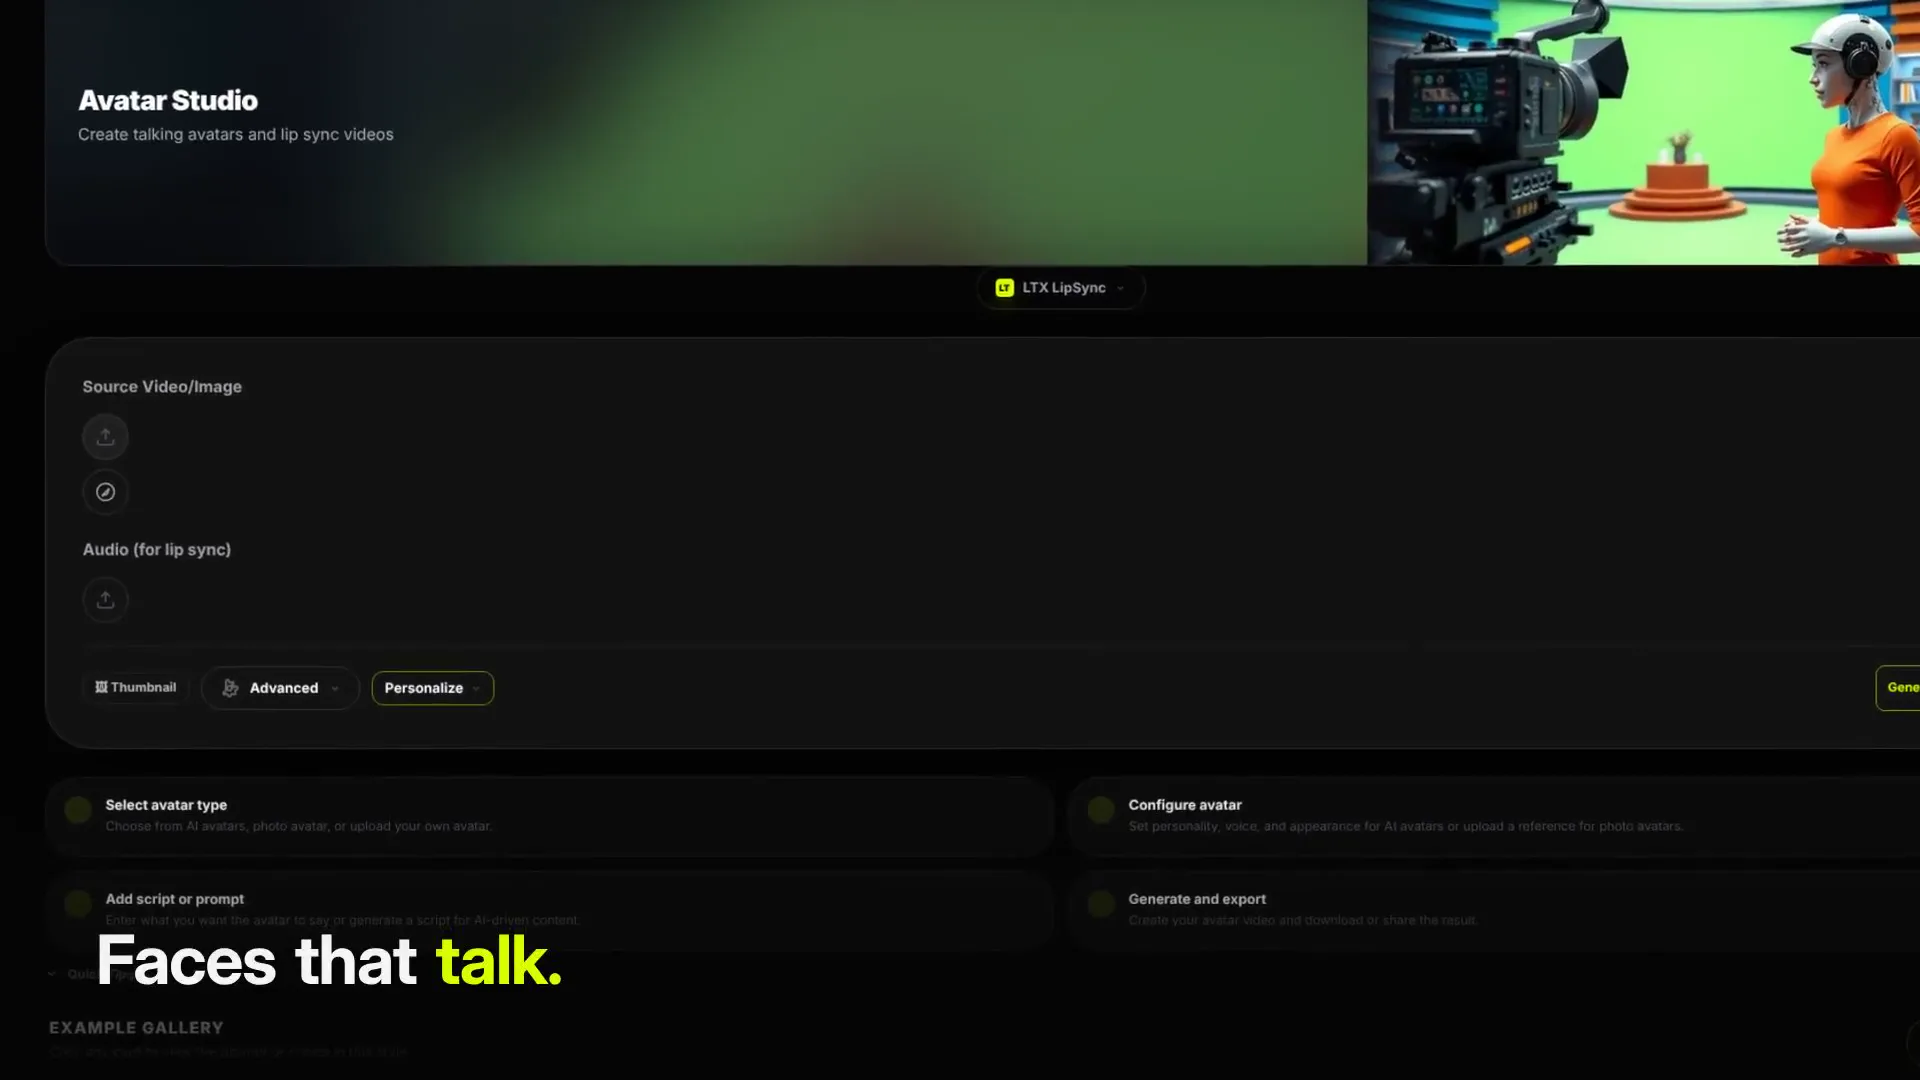 Avatar Studio
Create talking avatars and lip sync videos
LT LTX LipSync
Source Video/Image
Audio (for lip sync)
Thumbnail
Advanced
Personalize
Gene
Select avatar type
Choose from AI avatars, photo avatar, or upload your own avatar.
Configure avatar
Set personality, voice, and appearance for AI avatars or upload a reference for photo avatars.
Add script or prompt
Enter what you want the avatar to say or generate a script for AI-driven content.
Generate and export
Create your avatar video and download or share the result.
Faces that talk.
EXAMPLE GALLERY